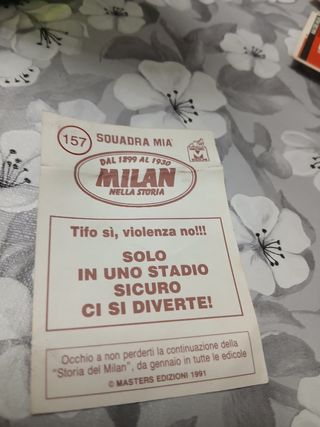 157
SQUADRA MIA
DAL 1899 AL 1930
MILAN
NELLA STORIA
Tifo sì, violenza no!!!
SOLO
IN UNO STADIO
SICURO
CI SI DIVERTE!
Occhio a non perderti la continuazione della
"Storia del Milan", da gennaio in tutte le edicole
© MASTERS EDIZIONI 1991